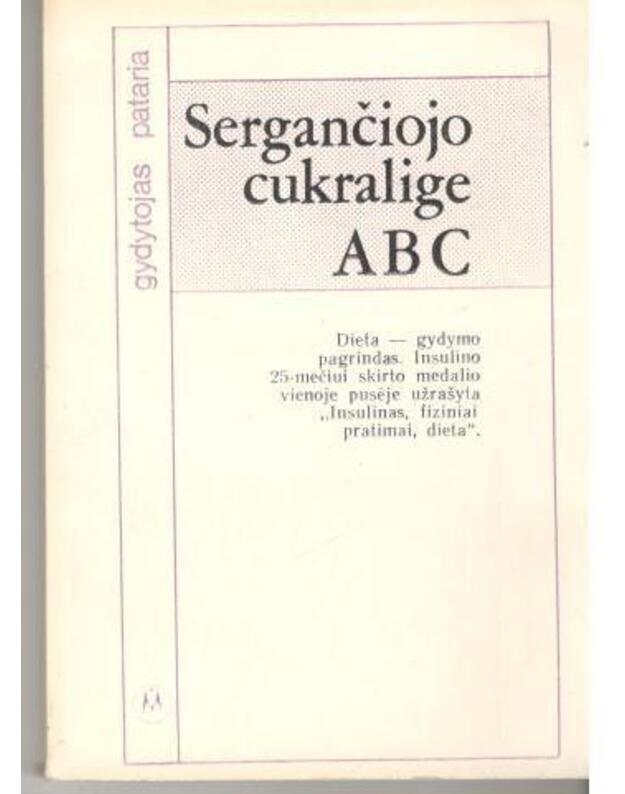 gydytojas pataria
Sergančiojo
cukralige
ABC
Dieta — gydymo
pagrindas. Insulino
25-mečiui skirto medalio
vienoje pusėje užrašyta
„Insulinas, fiziniai
pratimai, dieta“.